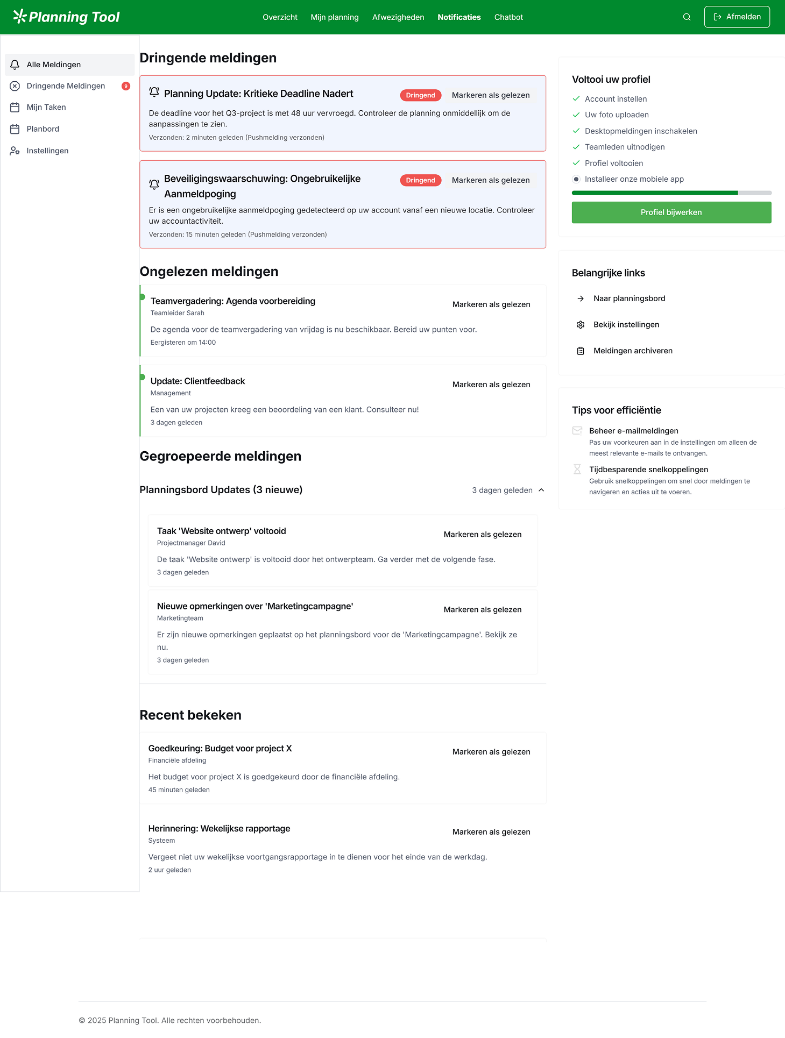 Planning Tool
Overzicht
Mijn planning
Afwezigheden
Notificaties
Chatbot
Afmelden
Alle Meldingen
Dringende Meldingen
Mijn Taken
Planbord
Instellingen
Dringende meldingen
Planning Update: Kritieke Deadline Nadert
Dringend
Markeren als gelezen
De deadline voor het Q3-project is met 48 uur vervroegd. Controleer de planning onmiddellijk om de
aanpassingen te zien.
Verzonden: 2 minuten geleden (Pushmelding verzonden)
Beveiligingswaarschuwing: Ongebruikelijke
Aanmeldpoging
Dringend
Markeren als gelezen
Er is een ongebruikelijke aanmeldpoging gedetecteerd op uw account vanaf een nieuwe locatie. Controleer
uw accountactiviteit.
Verzonden: 15 minuten geleden (Pushmelding verzonden)
Ongelezen meldingen
Teamvergadering: Agenda voorbereiding
Markeren als gelezen
Teamleider Sarah
De agenda voor de teamvergadering van vrijdag is nu beschikbaar. Bereid uw punten voor.
Eergisteren om 14:00
Update: Clientfeedback
Markeren als gelezen
Management
Een van uw projecten kreeg een beoordeling van een klant. Consulteer nu!
3 dagen geleden
Gegroepeerde meldingen
Planningsbord Updates (3 nieuwe)
3 dagen geleden
Taak 'Website ontwerp' voltooid
Markeren als gelezen
Projectmanager David
De taak 'Website ontwerp' is voltooid door het ontwerpteam. Ga verder met de volgende fase.
3 dagen geleden
Nieuwe opmerkingen over 'Marketingcampagne'
Markeren als gelezen
Marketingteam
Er zijn nieuwe opmerkingen geplaatst op het planningsbord voor de 'Marketingcampagne'. Bekijk ze
nu.
3 dagen geleden
Recent bekeken
Goedkeuring: Budget voor project X
Markeren als gelezen
Financiële afdeling
Het budget voor project X is goedgekeurd door de financiële afdeling.
45 minuten geleden
Herinnering: Wekelijkse rapportage
Markeren als gelezen
Systeem
Vergeet niet uw wekelijkse voortgangsrapportage in te dienen voor het einde van de werkdag.
2 uur geleden
Voltooi uw profiel
Account instellen
Uw foto uploaden
Desktopmeldingen inschakelen
Teamleden uitnodigen
Profiel voltooien
Installeer onze mobiele app
Profiel bijwerken
Belangrijke links
Naar planningsbord
Bekijk instellingen
Meldingen archiveren
Tips voor efficiëntie
Beheer e-mailmeldingen
Pas uw voorkeuren aan in de instellingen om alleen de
meest relevante e-mails te ontvangen.
Tijdbesparende snelkoppelingen
Gebruik snelkoppelingen om snel door meldingen te
navigeren en acties uit te voeren.
© 2025 Planning Tool. Alle rechten voorbehouden.